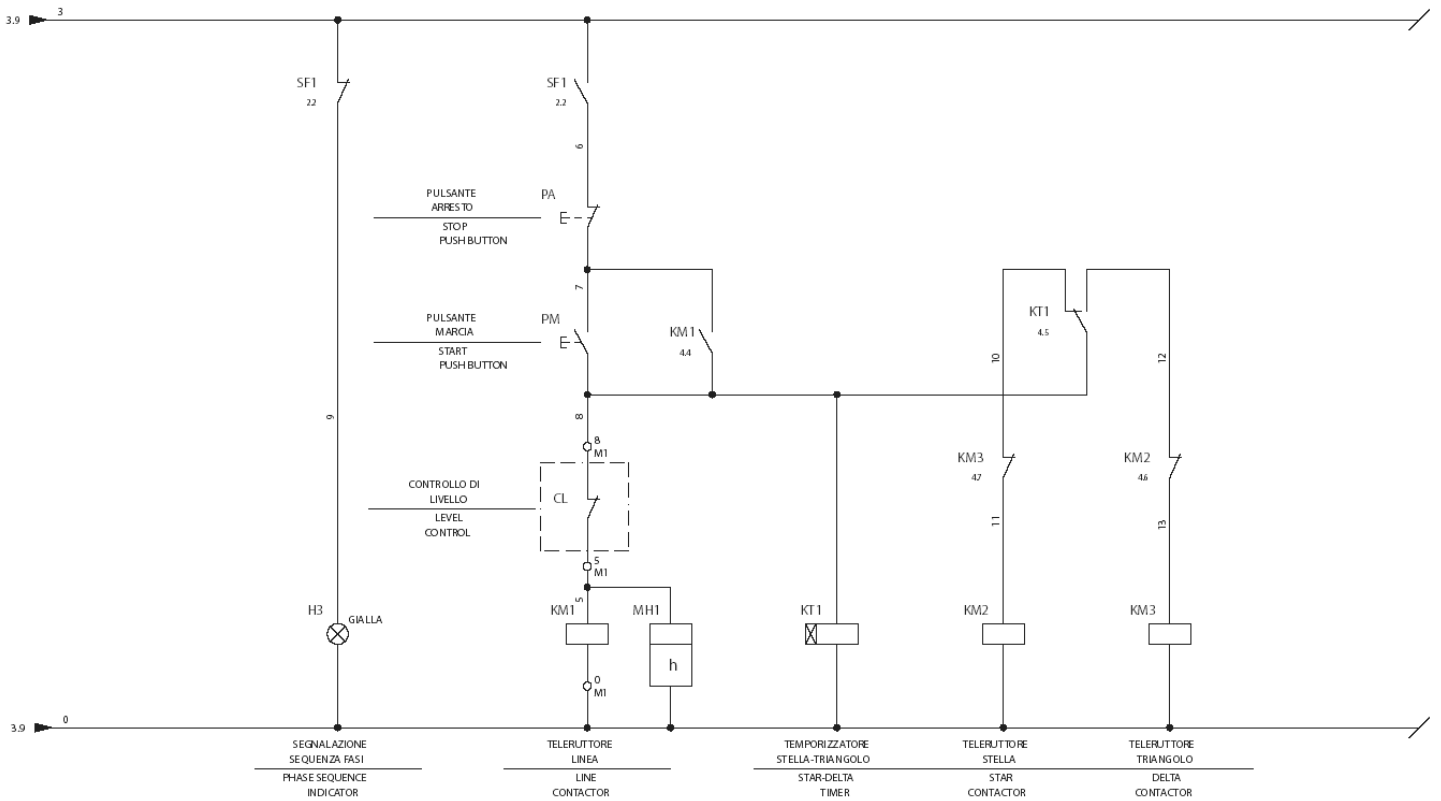 3.9
3
SF1
2.2
SF1
2.2
6
PULSANTE
ARRESTO
STOP
PUSH BUTTON
PA
7
PULSANTE
MARCIA
START
PUSH BUTTON
PM
KM1
4.4
KT1
4.5
10
12
9
8
8
M1
KM3
4.7
KM2
4.6
CONTROLLO DI
LIVELLO
LEVEL
CONTROL
CL
11
13
5
M1
5
H3
GIALLA
KM1
MH1
h
KT1
KM2
KM3
0
M1
3.9
0
SEGNALAZIONE
SEQUENZA FASI
PHASE SEQUENCE
INDICATOR
TELERUTTORE
LINEA
LINE
CONTACTOR
TEMPORIZZATORE
STELLA-TRIANGOLO
STAR-DELTA
TIMER
TELERUTTORE
STELLA
STAR
CONTACTOR
TELERUTTORE
TRIANGOLO
DELTA
CONTACTOR